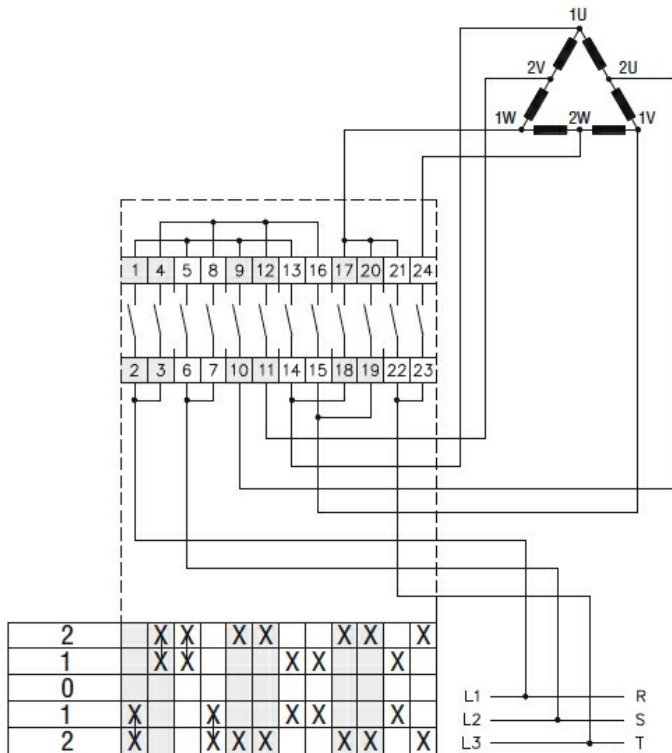 1U
2V 2U
1W 2W 1V
1 4 5 8 9 12 13 16 17 20 21 24
2 3 6 7 10 11 14 15 18 19 22 23
2 X X X X X X X
1 X X X X X
0
1 X X X X X
2 X X X X X X X
L1 R
L2 S
L3 T